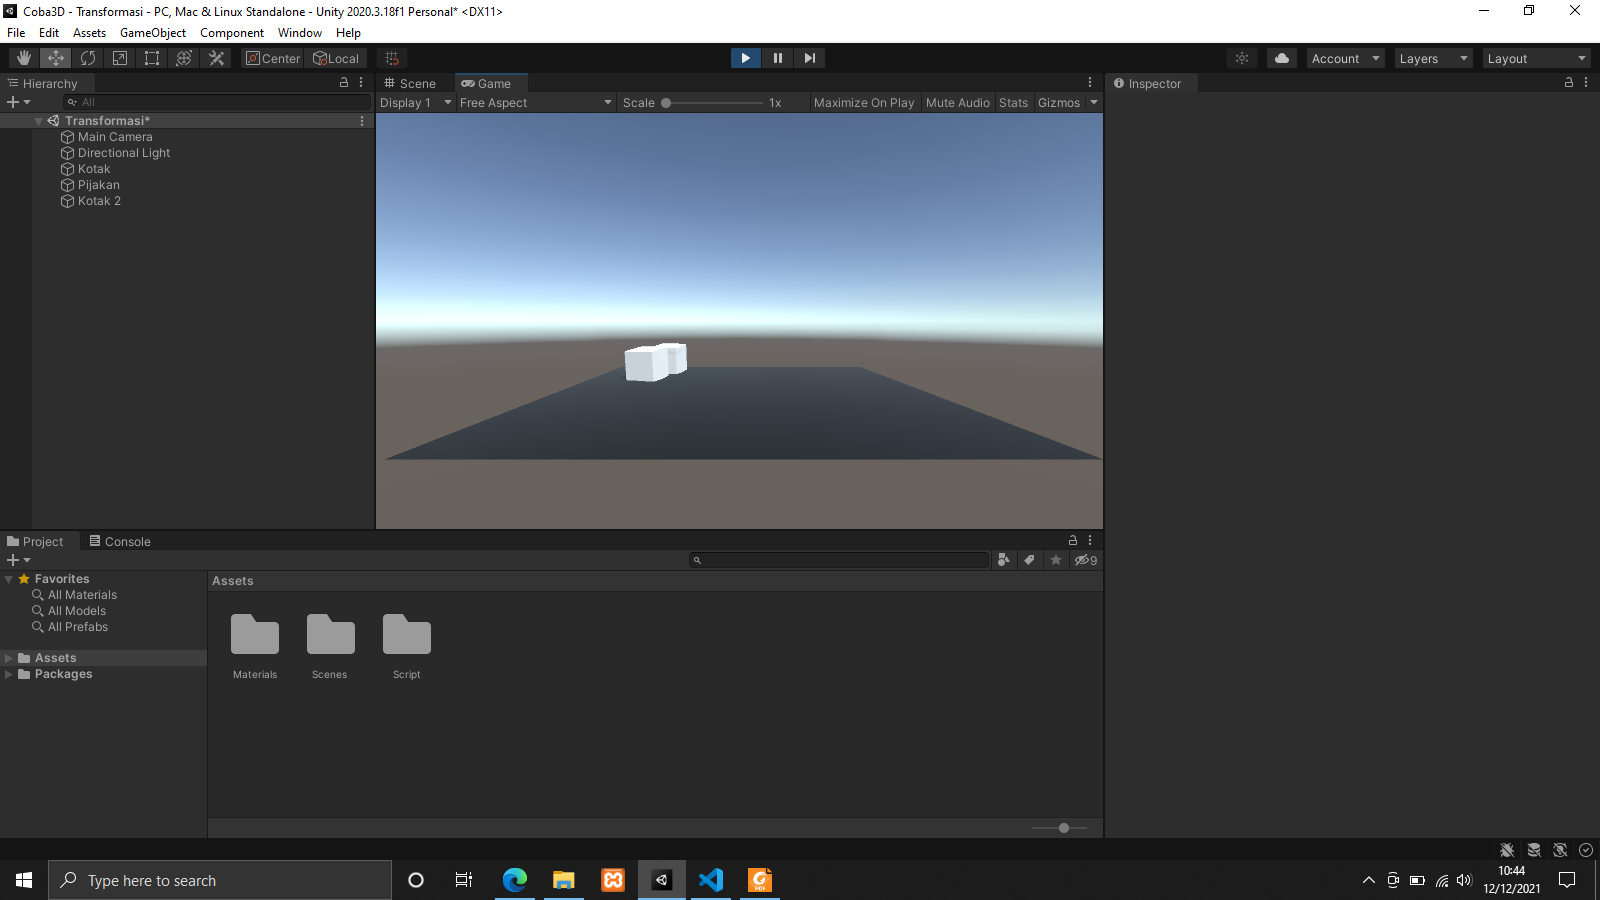 Coba3D - Transformasi - PC, Mac & Linux Standalone - Unity 2020.3.18f1 Personal* <DX11>
File Edit Assets GameObject Component Window Help
Center Local Account Layers Layout
Hierarchy Scene Game Inspector
All Display 1 Free Aspect Scale 1x Maximize On Play Mute Audio Stats Gizmos
Transformasi*
Main Camera
Directional Light
Kotak
Pijakan
Kotak 2
Project Console
9
Favorites Assets
All Materials
All Models
All Prefabs
Assets
Packages
Materials Scenes Script
Type here to search
10:44
12/12/2021